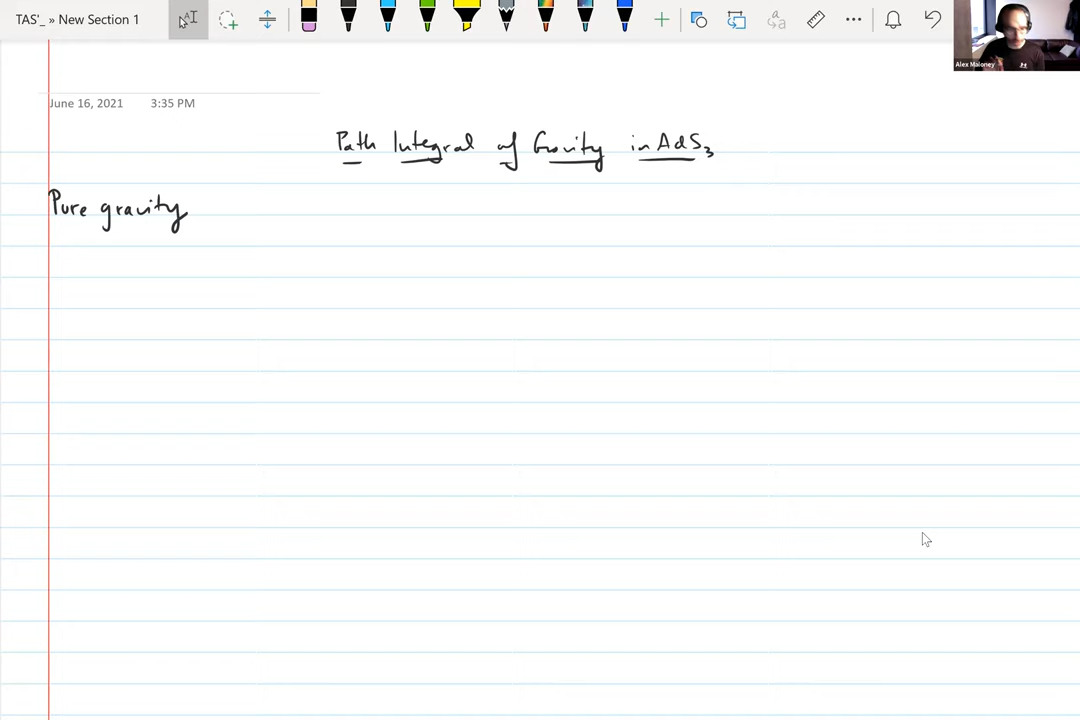 TAS'_ » New Section 1
Alex Maloney
June 16, 2021 3:35 PM
Path Integral of Gravity in AdS₃
Pure gravity